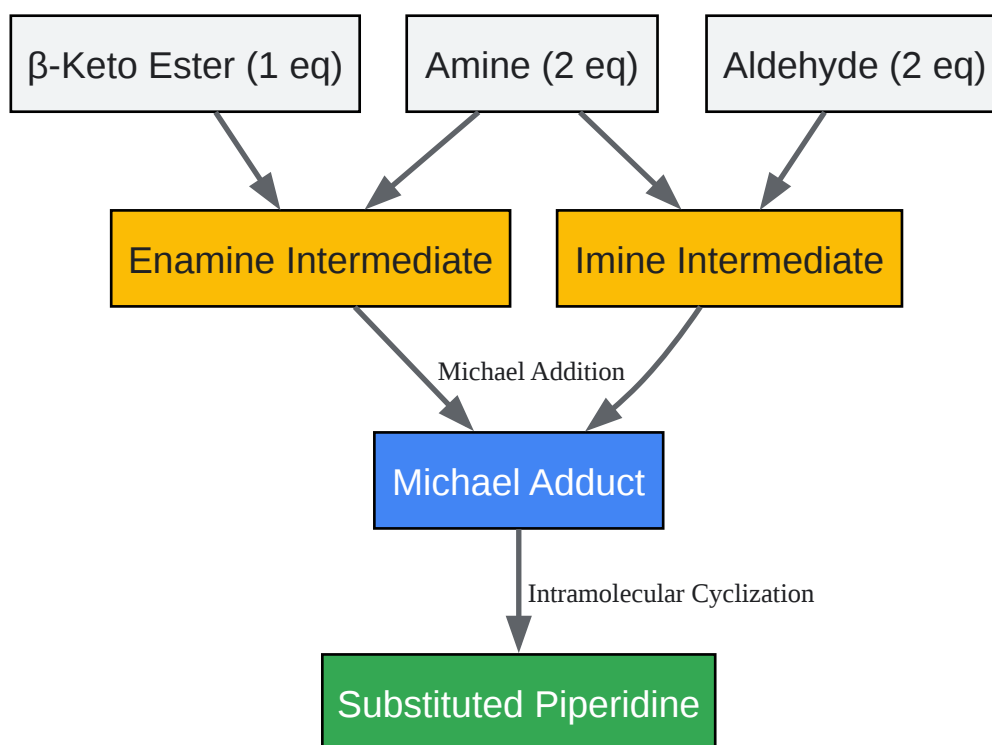 β-Keto Ester (1 eq)
Amine (2 eq)
Aldehyde (2 eq)
Enamine Intermediate
Imine Intermediate
Michael Addition
Michael Adduct
Intramolecular Cyclization
Substituted Piperidine